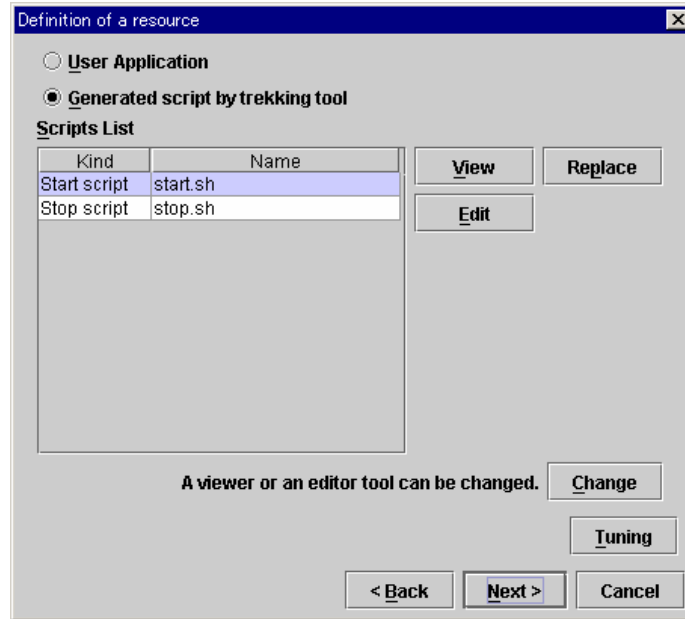 Definition of a resource
User Application
Generated script by trekking tool
Scripts List
Kind Name
Start script start.sh
Stop script stop.sh
View Replace
Edit
A viewer or an editor tool can be changed. Change
Tuning
< Back Next > Cancel